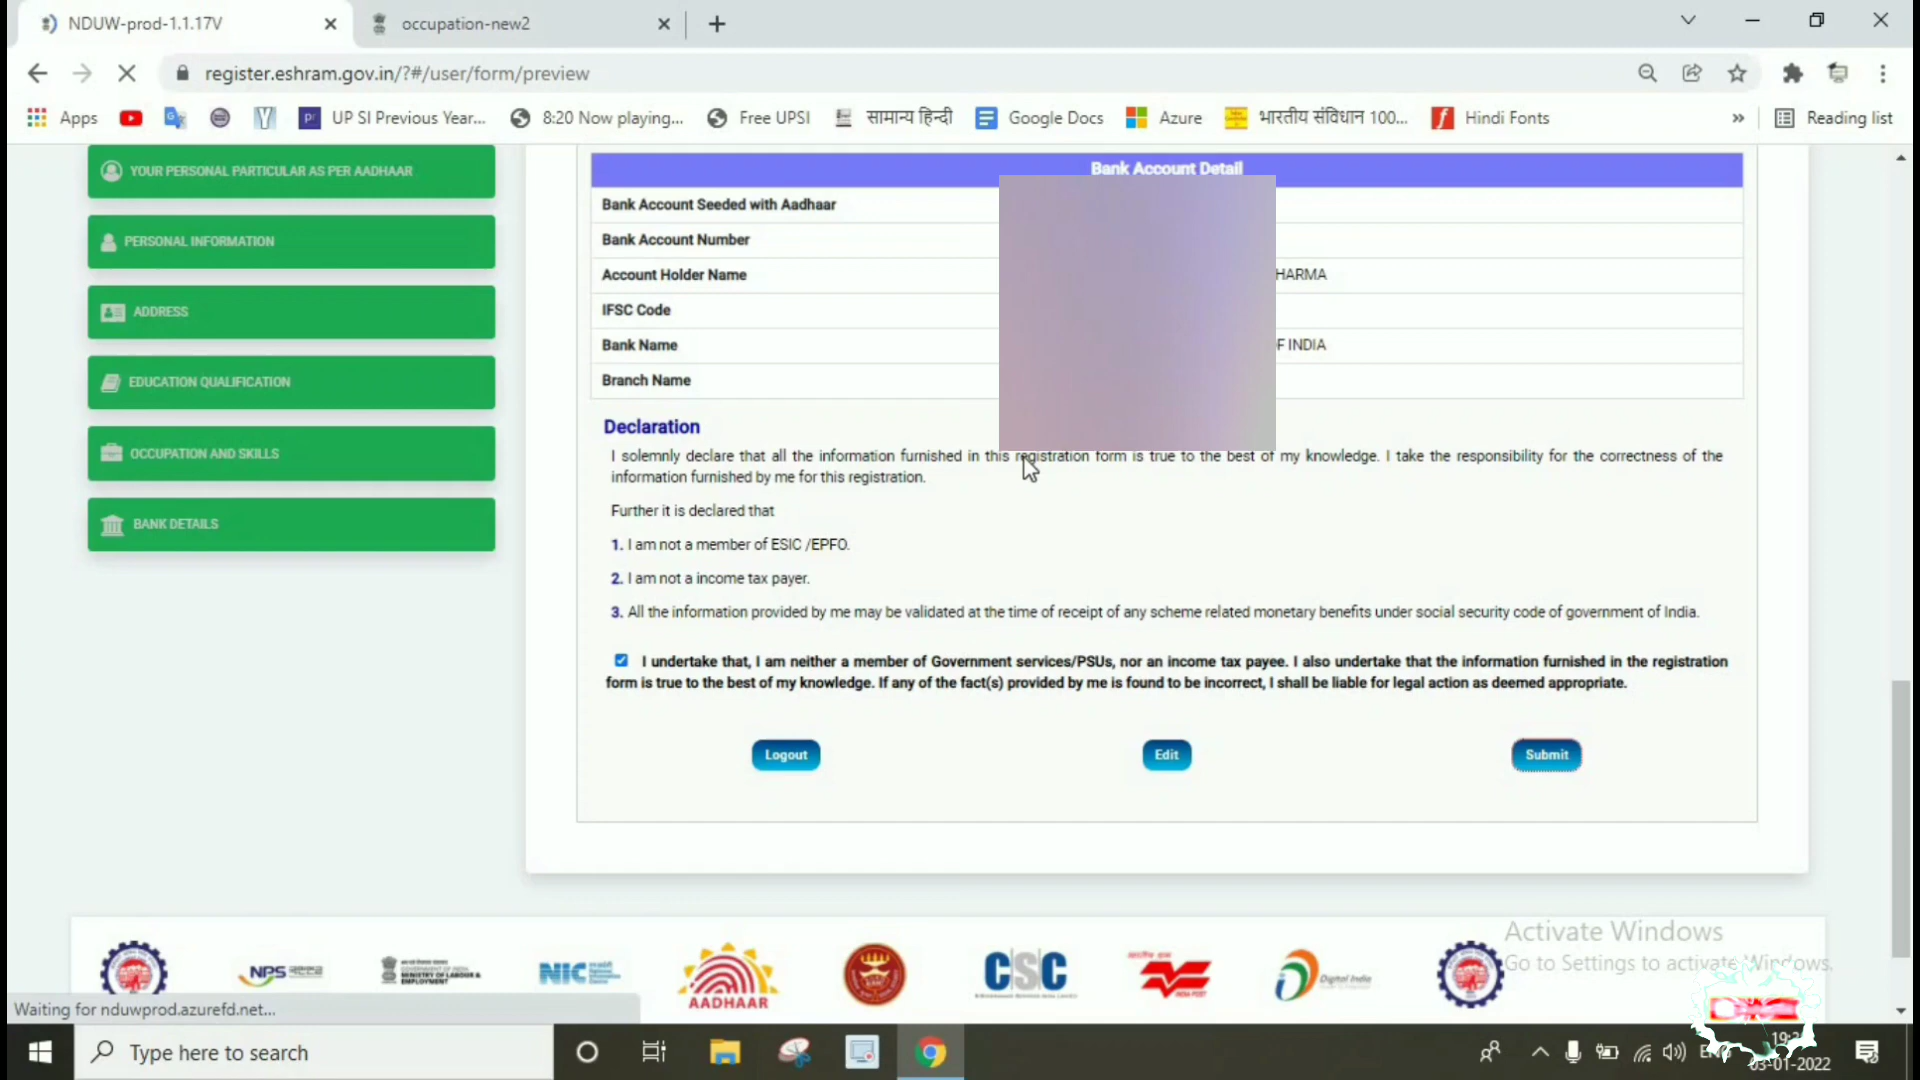 NDUW-prod-1.1.17V
occupation-new2
register.eshram.gov.in/?#/user/form/preview
Apps
UP SI Previous Year...
8:20 Now playing...
Free UPSI
सामान्य हिन्दी
Google Docs
Azure
भारतीय संविधान 100...
Hindi Fonts
»
Reading list
YOUR PERSONAL PARTICULAR AS PER AADHAAR
PERSONAL INFORMATION
ADDRESS
EDUCATION QUALIFICATION
OCCUPATION AND SKILLS
BANK DETAILS
Bank Account Detail
Bank Account Seeded with Aadhaar
Bank Account Number
Account Holder Name HARMA
IFSC Code
Bank Name F INDIA
Branch Name
Declaration
I solemnly declare that all the information furnished in this registration form is true to the best of my knowledge. I take the responsibility for the correctness of the
information furnished by me for this registration.
Further it is declared that
1. I am not a member of ESIC /EPFO.
2. I am not a income tax payer.
3. All the information provided by me may be validated at the time of receipt of any scheme related monetary benefits under social security code of government of India.
I undertake that, I am neither a member of Government services/PSUs, nor an income tax payee. I also undertake that the information furnished in the registration
form is true to the best of my knowledge. If any of the fact(s) provided by me is found to be incorrect, I shall be liable for legal action as deemed appropriate.
Logout
Edit
Submit
Activate Windows
Go to Settings to activate Windows.
NPS
MINISTRY OF LABOUR &
EMPLOYMENT
NIC
AADHAAR
CSC
INDIA POST
Digital India
Waiting for nduwprod.azurefd.net...
Type here to search
03-01-2022